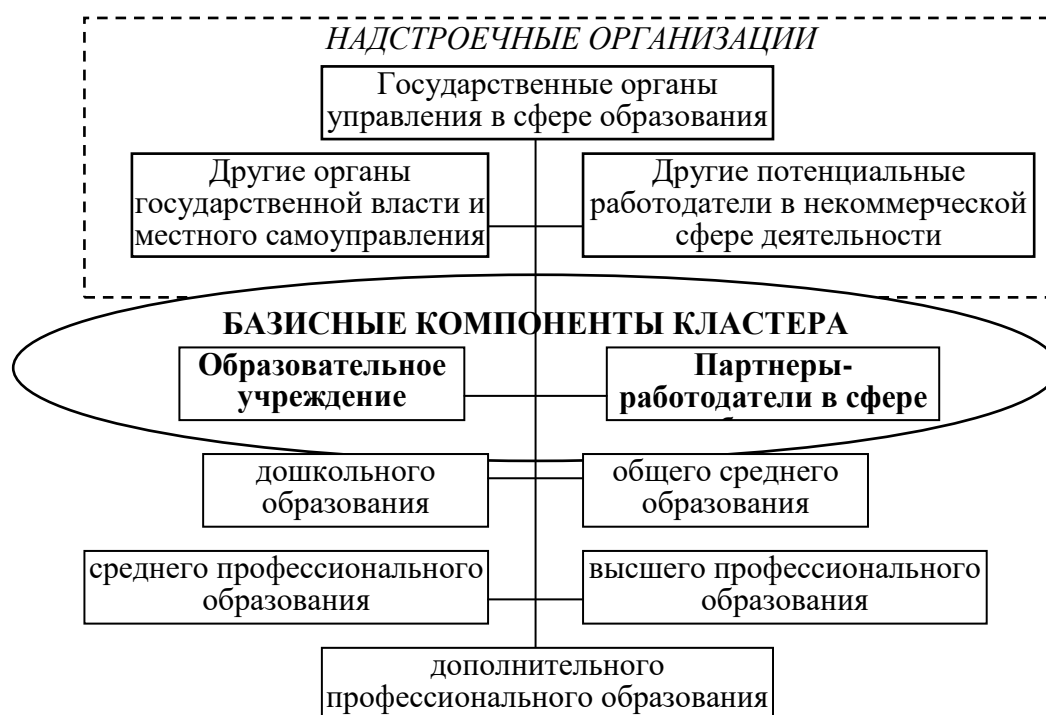 НАДСТРОЕЧНЫЕ ОРГАНИЗАЦИИ
Государственные органы
управления в сфере образования
Другие органы
государственной власти и
местного самоуправления
Другие потенциальные
работодатели в некоммерческой
сфере деятельности
БАЗИСНЫЕ КОМПОНЕНТЫ КЛАСТЕРА
Образовательное
учреждение
Партнеры-
работодатели в сфере
дошкольного
образования
общего среднего
образования
среднего профессионального
образования
высшего профессионального
образования
дополнительного
профессионального образования